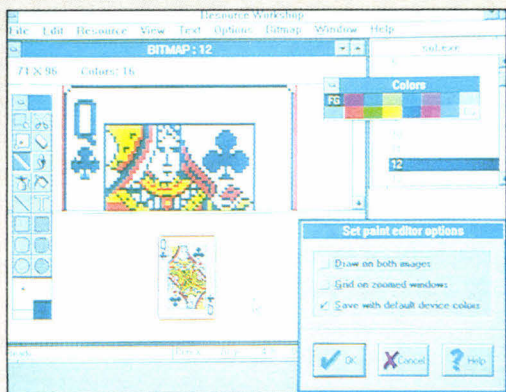 Resource Workshop
File Edit Resource View Text Options Bitmap Window Help
BITMAP : 12
71 X 96 Colors: 16
sol.exe
Colors
FG
12
Q
Set paint editor options
Draw on both images
Grid on zoomed windows
Save with default device colors
OK
Cancel
Help